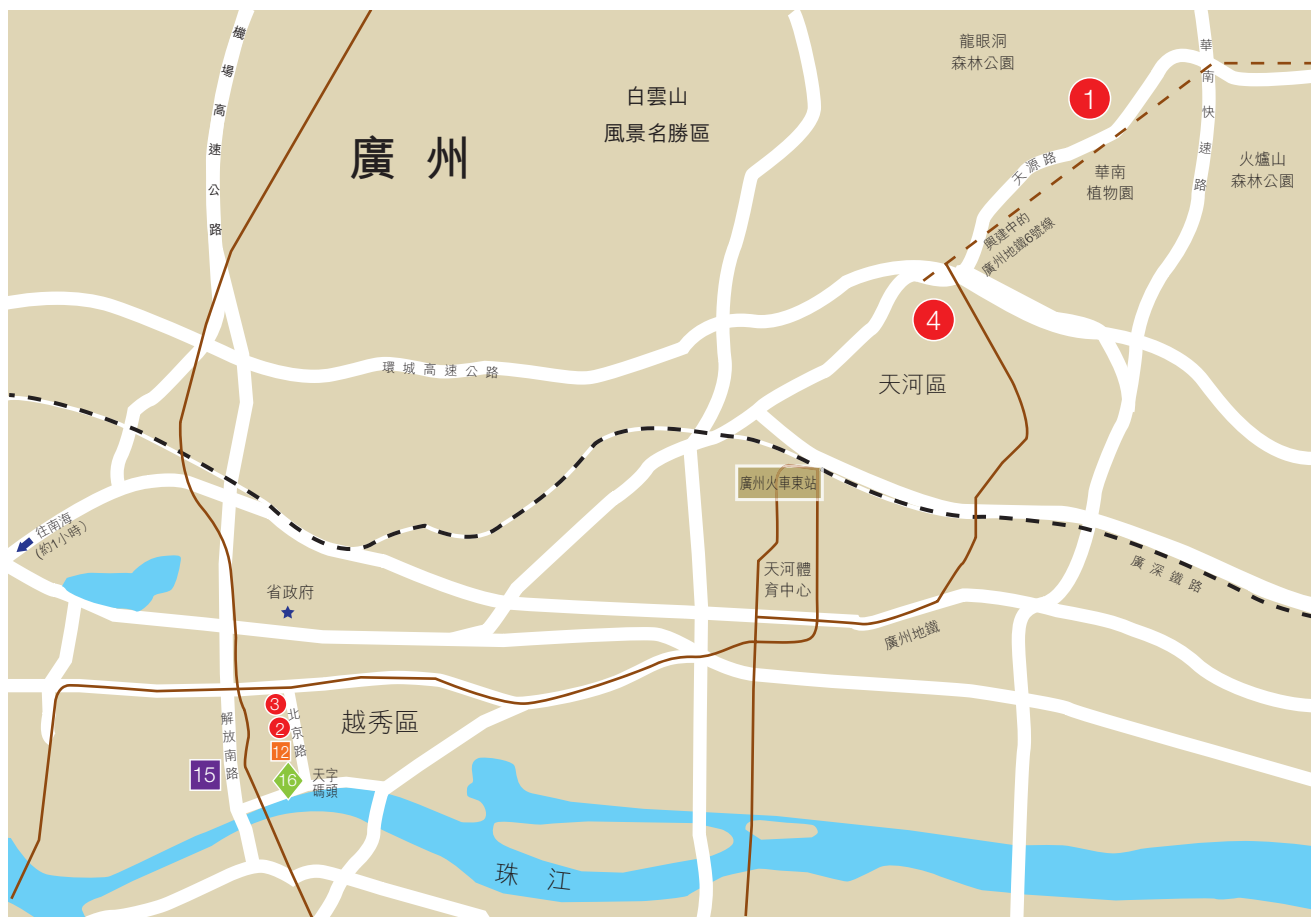 機場高速公路
廣州
白雲山
風景名勝區
龍眼洞
森林公園
1
華南快速路
天源路
華南
植物園
火爐山
森林公園
興建中的
廣州地鐵6號線
4
天河區
環城高速公路
廣州火車東站
往南海
(約1小時)
省政府
天河體
育中心
廣深鐵路
廣州地鐵
3
2
12
北京路
越秀區
解放南路
15
16
天字
碼頭
珠江